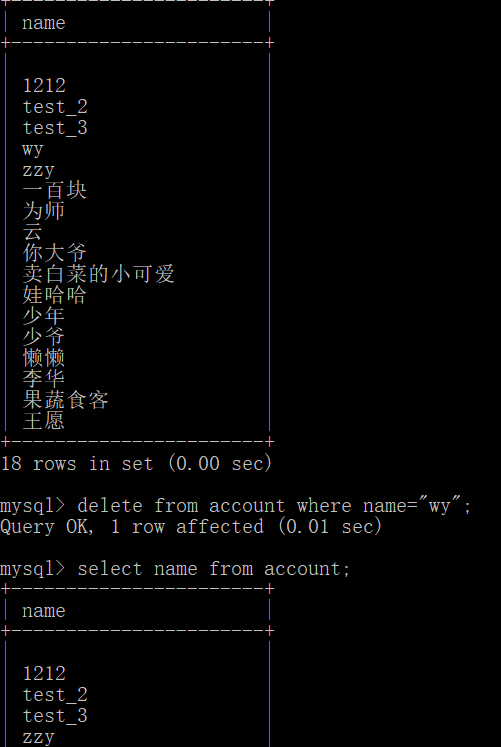 +-----------------------+
| name                  |
+-----------------------+
|                       |
| 1212                  |
| test_2                |
| test_3                |
| wy                    |
| zzy                   |
| 一百块                |
| 为师                  |
| 云                    |
| 你大爷                |
| 卖白菜的小可爱        |
| 娃哈哈                |
| 少年                  |
| 少爷                  |
| 懒懒                  |
| 李华                  |
| 果蔬食客              |
| 王愿                  |
+-----------------------+
18 rows in set (0.00 sec)
mysql> delete from account where name="wy";
Query OK, 1 row affected (0.01 sec)
mysql> select name from account;
+-----------------------+
| name                  |
+-----------------------+
|                       |
| 1212                  |
| test_2                |
| test_3                |
| zzy                   |